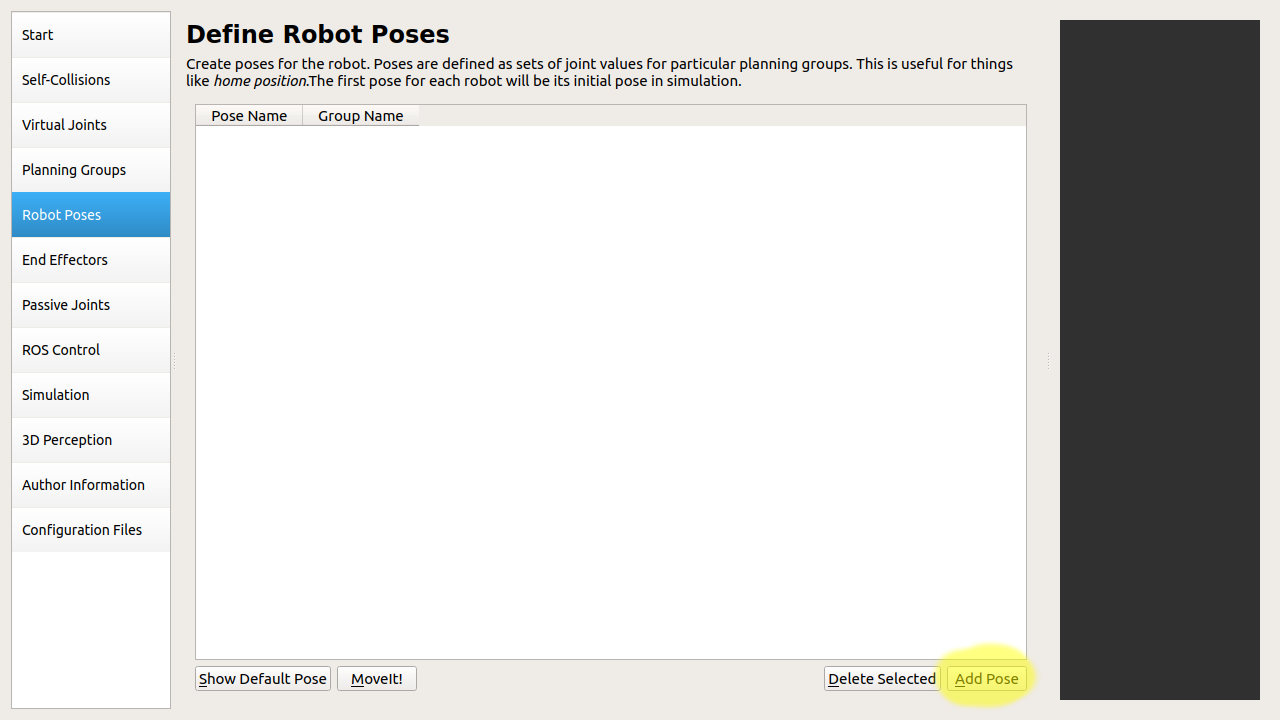 Start
Self-Collisions
Virtual Joints
Planning Groups
Robot Poses
End Effectors
Passive Joints
ROS Control
Simulation
3D Perception
Author Information
Configuration Files
Define Robot Poses
Create poses for the robot. Poses are defined as sets of joint values for particular planning groups. This is useful for things
like home position.The first pose for each robot will be its initial pose in simulation.
Pose Name Group Name
Show Default Pose MoveIt! Delete Selected Add Pose